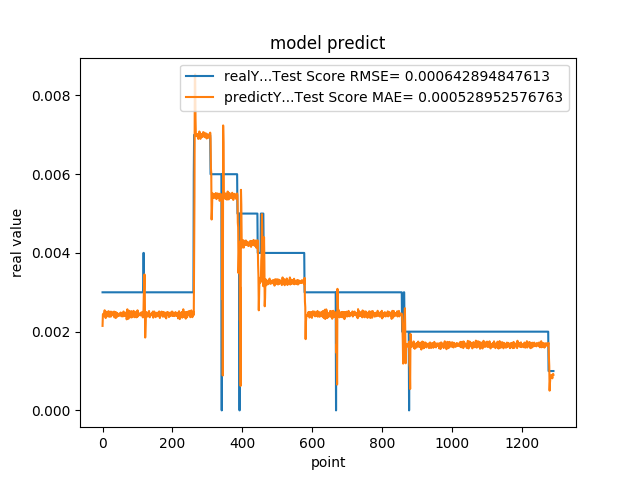 model predict
realY...Test Score RMSE= 0.000642894847613
predictY...Test Score MAE= 0.000528952576763
real value
0.008
0.006
0.004
0.002
0.000
0 200 400 600 800 1000 1200
point